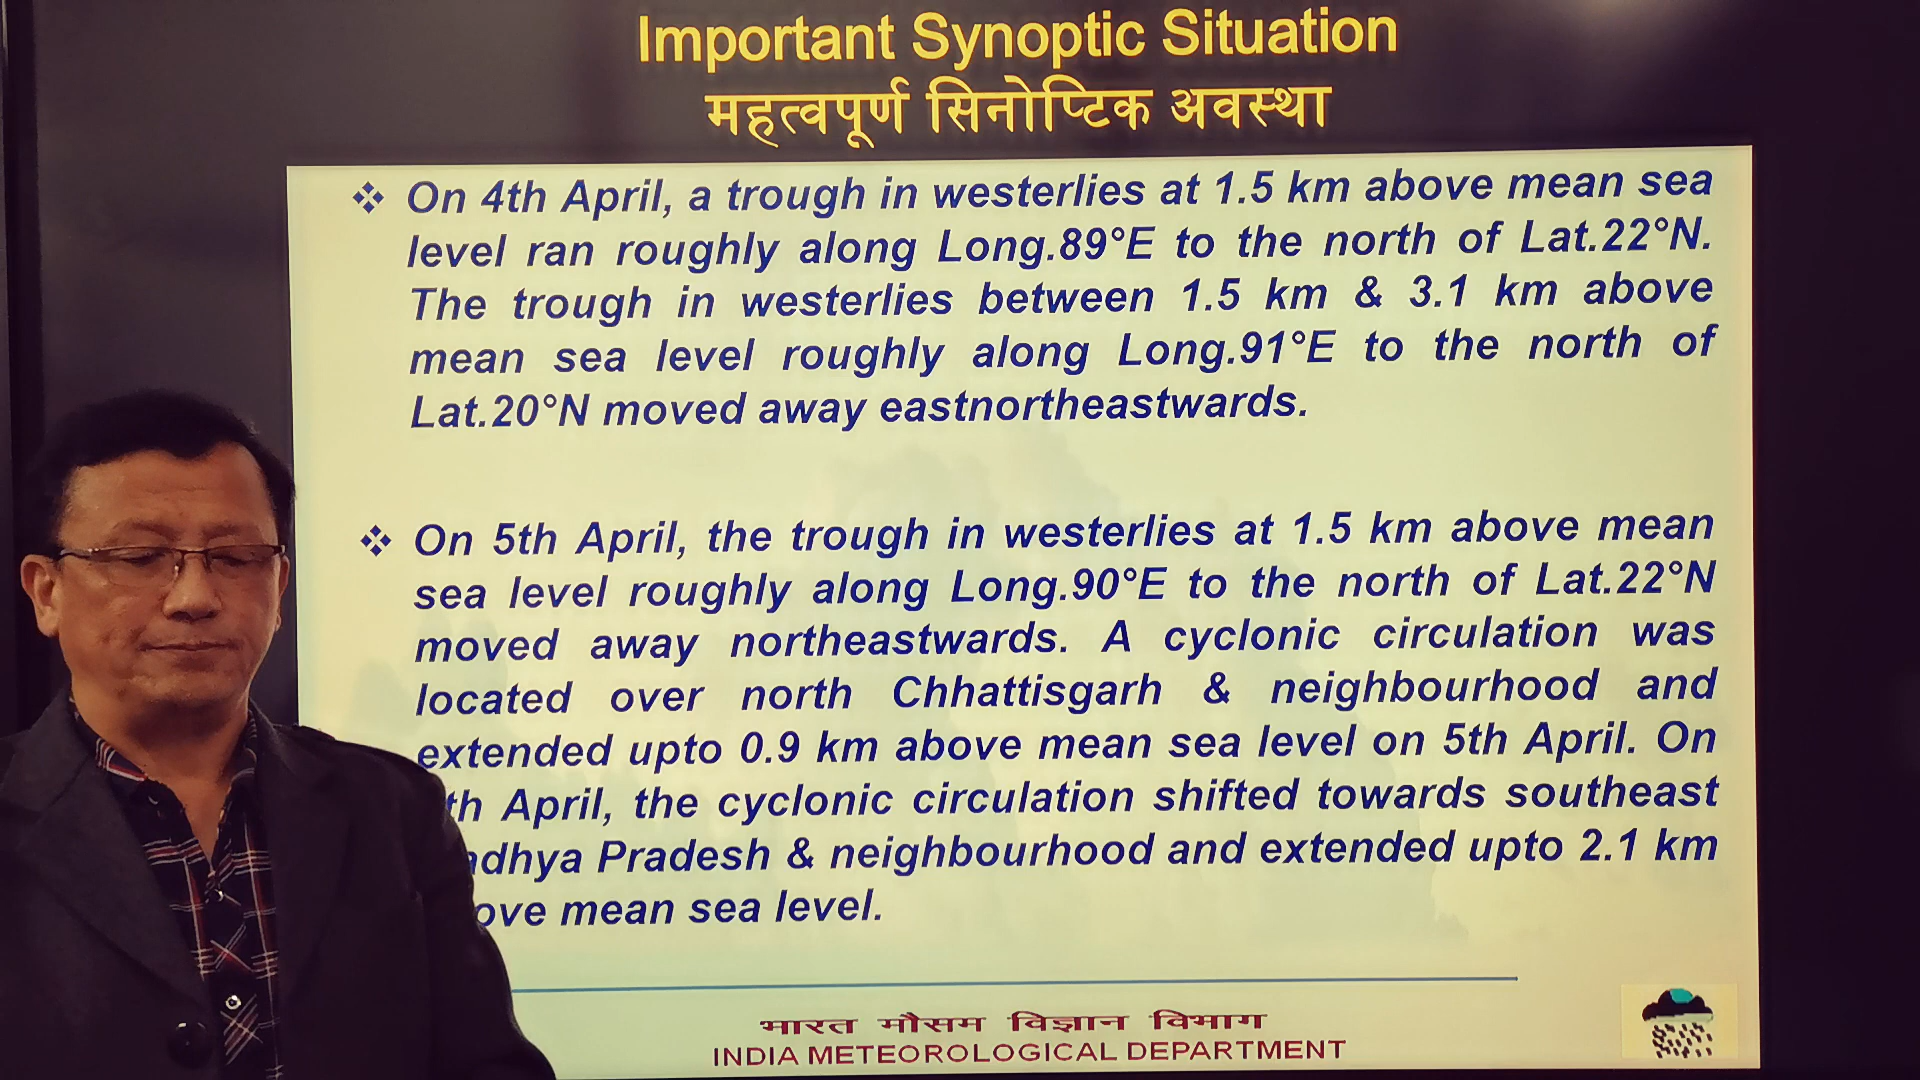 Important Synoptic Situation
महत्वपूर्ण सिनोप्टिक अवस्था
❖ On 4th April, a trough in westerlies at 1.5 km above mean sea
level ran roughly along Long.89°E to the north of Lat.22°N.
The trough in westerlies between 1.5 km & 3.1 km above
mean sea level roughly along Long.91°E to the north of
Lat.20°N moved away eastnortheastwards.
❖ On 5th April, the trough in westerlies at 1.5 km above mean
sea level roughly along Long.90°E to the north of Lat.22°N
moved away northeastwards. A cyclonic circulation was
located over north Chhattisgarh & neighbourhood and
extended upto 0.9 km above mean sea level on 5th April. On
April, the cyclonic circulation shifted towards southeast
Pradesh & neighbourhood and extended upto 2.1 km
mean sea level.
भारत मौसम विज्ञान विभाग
INDIA METEOROLOGICAL DEPARTMENT